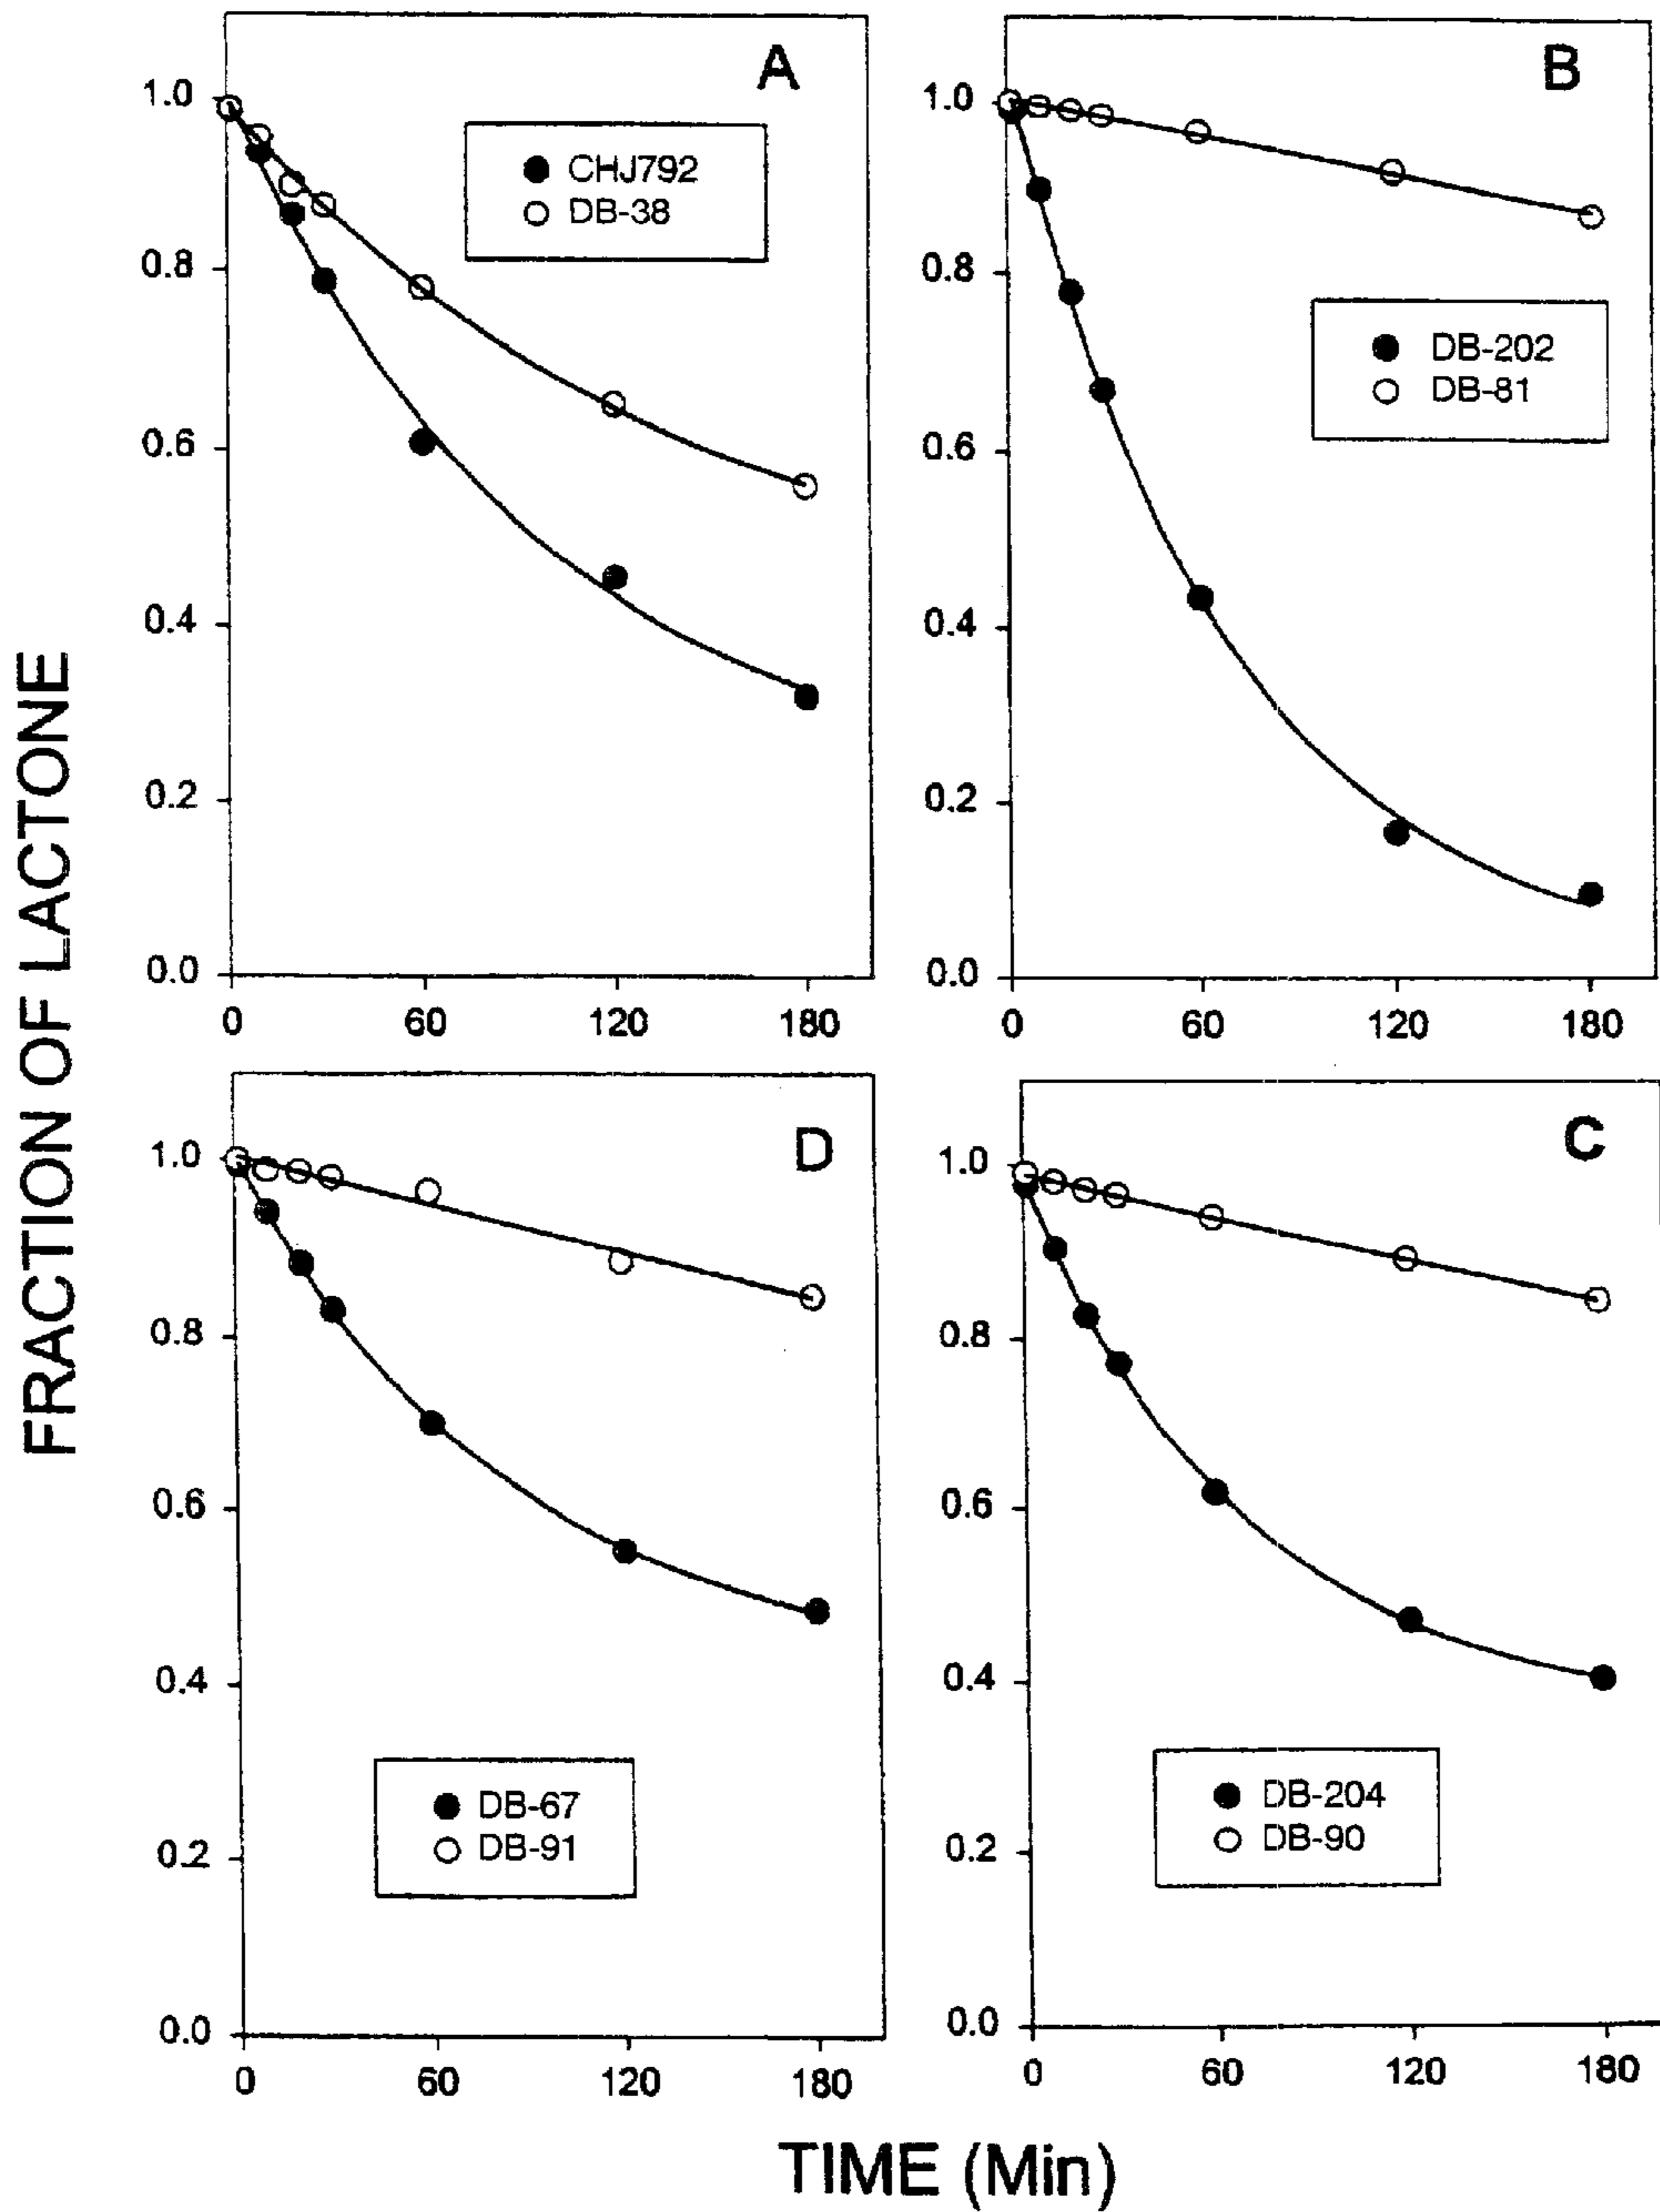 FRACTION OF LACTONE
A
1.0
0.8
0.6
0.4
0.2
0.0
CHJ792
DB-38
0 60 120 180
B
1.0
0.8
0.6
0.4
0.2
0.0
DB-202
DB-81
0 60 120 180
D
1.0
0.8
0.6
0.4
0.2
0.0
DB-67
DB-91
0 60 120 180
C
1.0
0.8
0.6
0.4
0.2
0.0
DB-204
DB-90
0 60 120 180
TIME (Min)